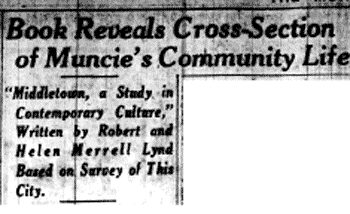 Book Reveals Cross-Section
of Muncie's Community Life
"Middletown, a Study in
Contemporary Culture,"
Written by Robert and
Helen Merrell Lynd
Based on Survey of This
City.